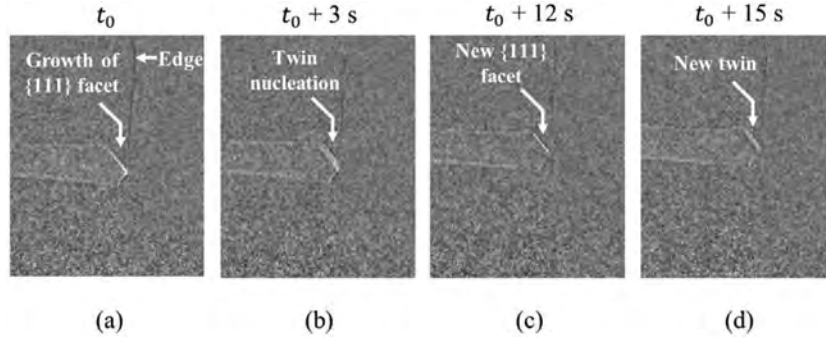 t₀
t₀ + 3 s
t₀ + 12 s
t₀ + 15 s
Growth of
{111} facet
Edge
Twin
nucleation
New {111}
facet
New twin
(a)
(b)
(c)
(d)